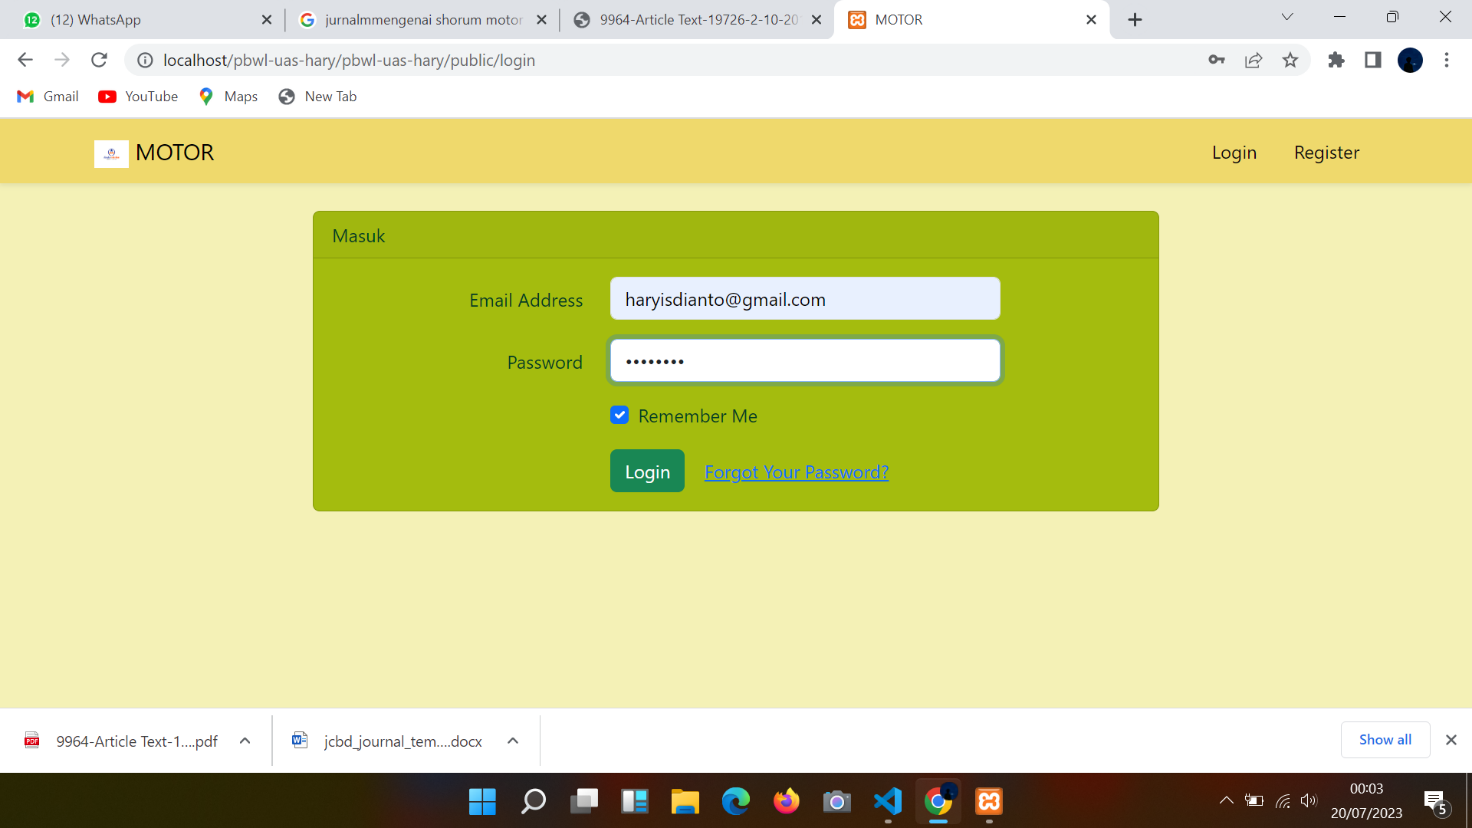 (12) WhatsApp
jurnalmmengenai shorum motor
9964-Article Text-19726-2-10-20
MOTOR
localhost/pbwl-uas-hary/pbwl-uas-hary/public/login
Gmail
YouTube
Maps
New Tab
MOTOR
Login
Register
Masuk
Email Address
haryisdianto@gmail.com
Password
••••••••
Remember Me
Login
Forgot Your Password?
9964-Article Text-1....pdf
jcbd_journal_tem....docx
Show all
00:03
20/07/2023
5